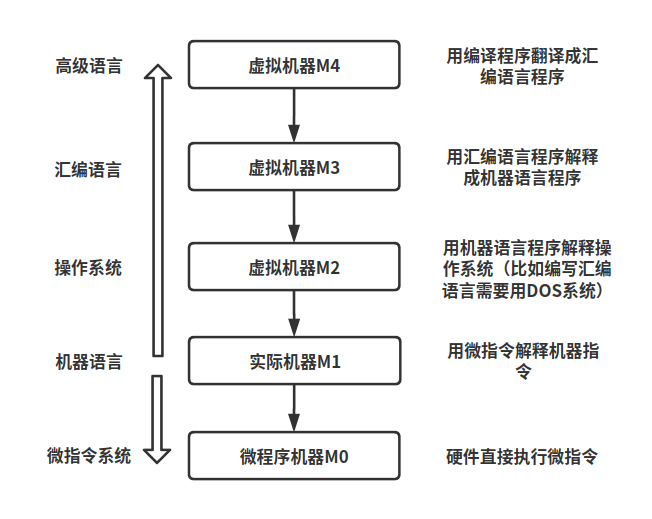 高级语言
虚拟机器M4
用编译程序翻译成汇
编语言程序
汇编语言
虚拟机器M3
用汇编语言程序解释
成机器语言程序
操作系统
虚拟机器M2
用机器语言程序解释操
作系统（比如编写汇编
语言需要用DOS系统）
机器语言
实际机器M1
用微指令解释机器指
令
微指令系统
微程序机器M0
硬件直接执行微指令